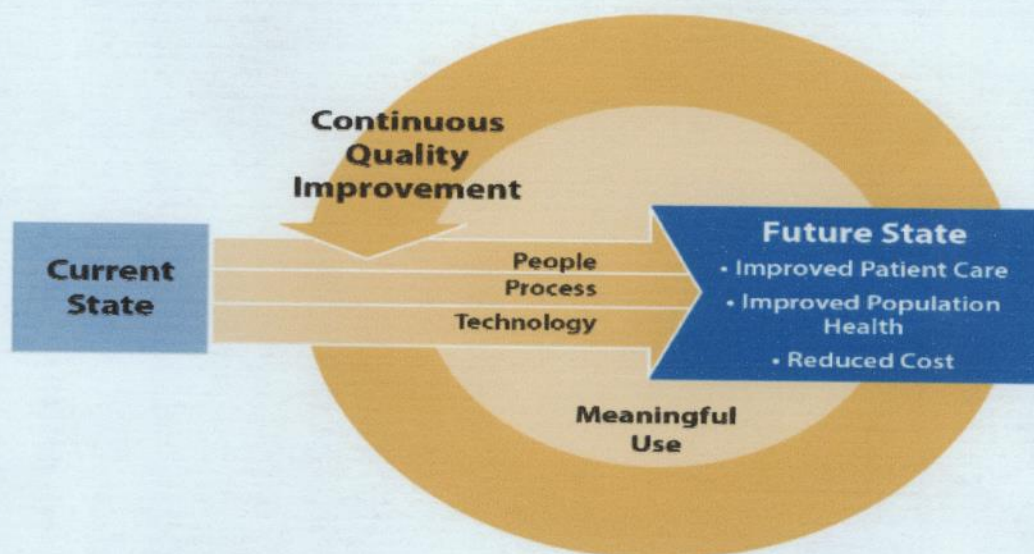 Continuous
Quality
Improvement
Current
State
People
Process
Technology
Future State
• Improved Patient Care
• Improved Population
Health
• Reduced Cost
Meaningful
Use